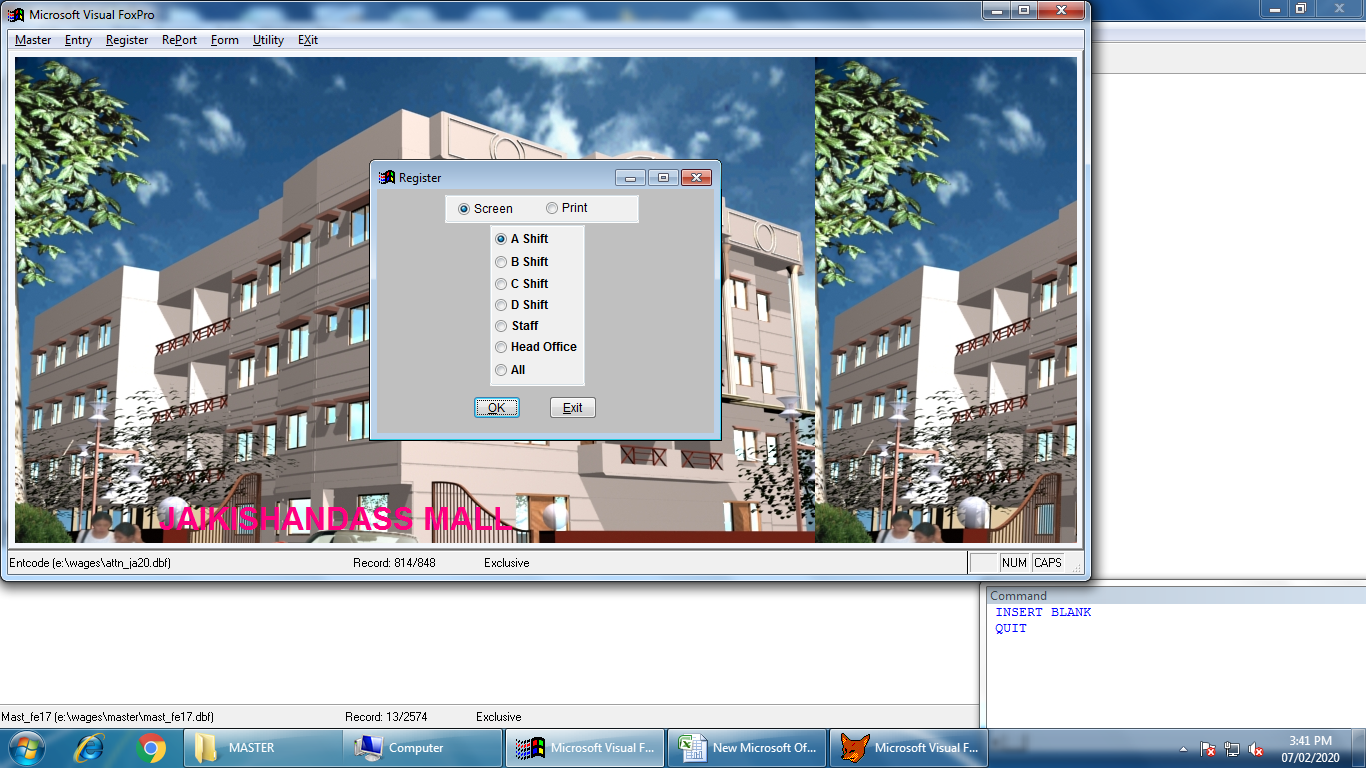 Microsoft Visual FoxPro
Master Entry Register RePort Form Utility EXit
Register
Screen Print
A Shift
B Shift
C Shift
D Shift
Staff
Head Office
All
OK Exit
JAIKISHANDASS MALL
Entcode (e:\wages\attn_ja20.dbf) Record: 814/848 Exclusive NUM CAPS
Command
INSERT BLANK
QUIT
Mast_fe17 (e:\wages\master\mast_fe17.dbf) Record: 13/2574 Exclusive
MASTER Computer Microsoft Visual F... New Microsoft Of... Microsoft Visual F... 3:41 PM
07/02/2020